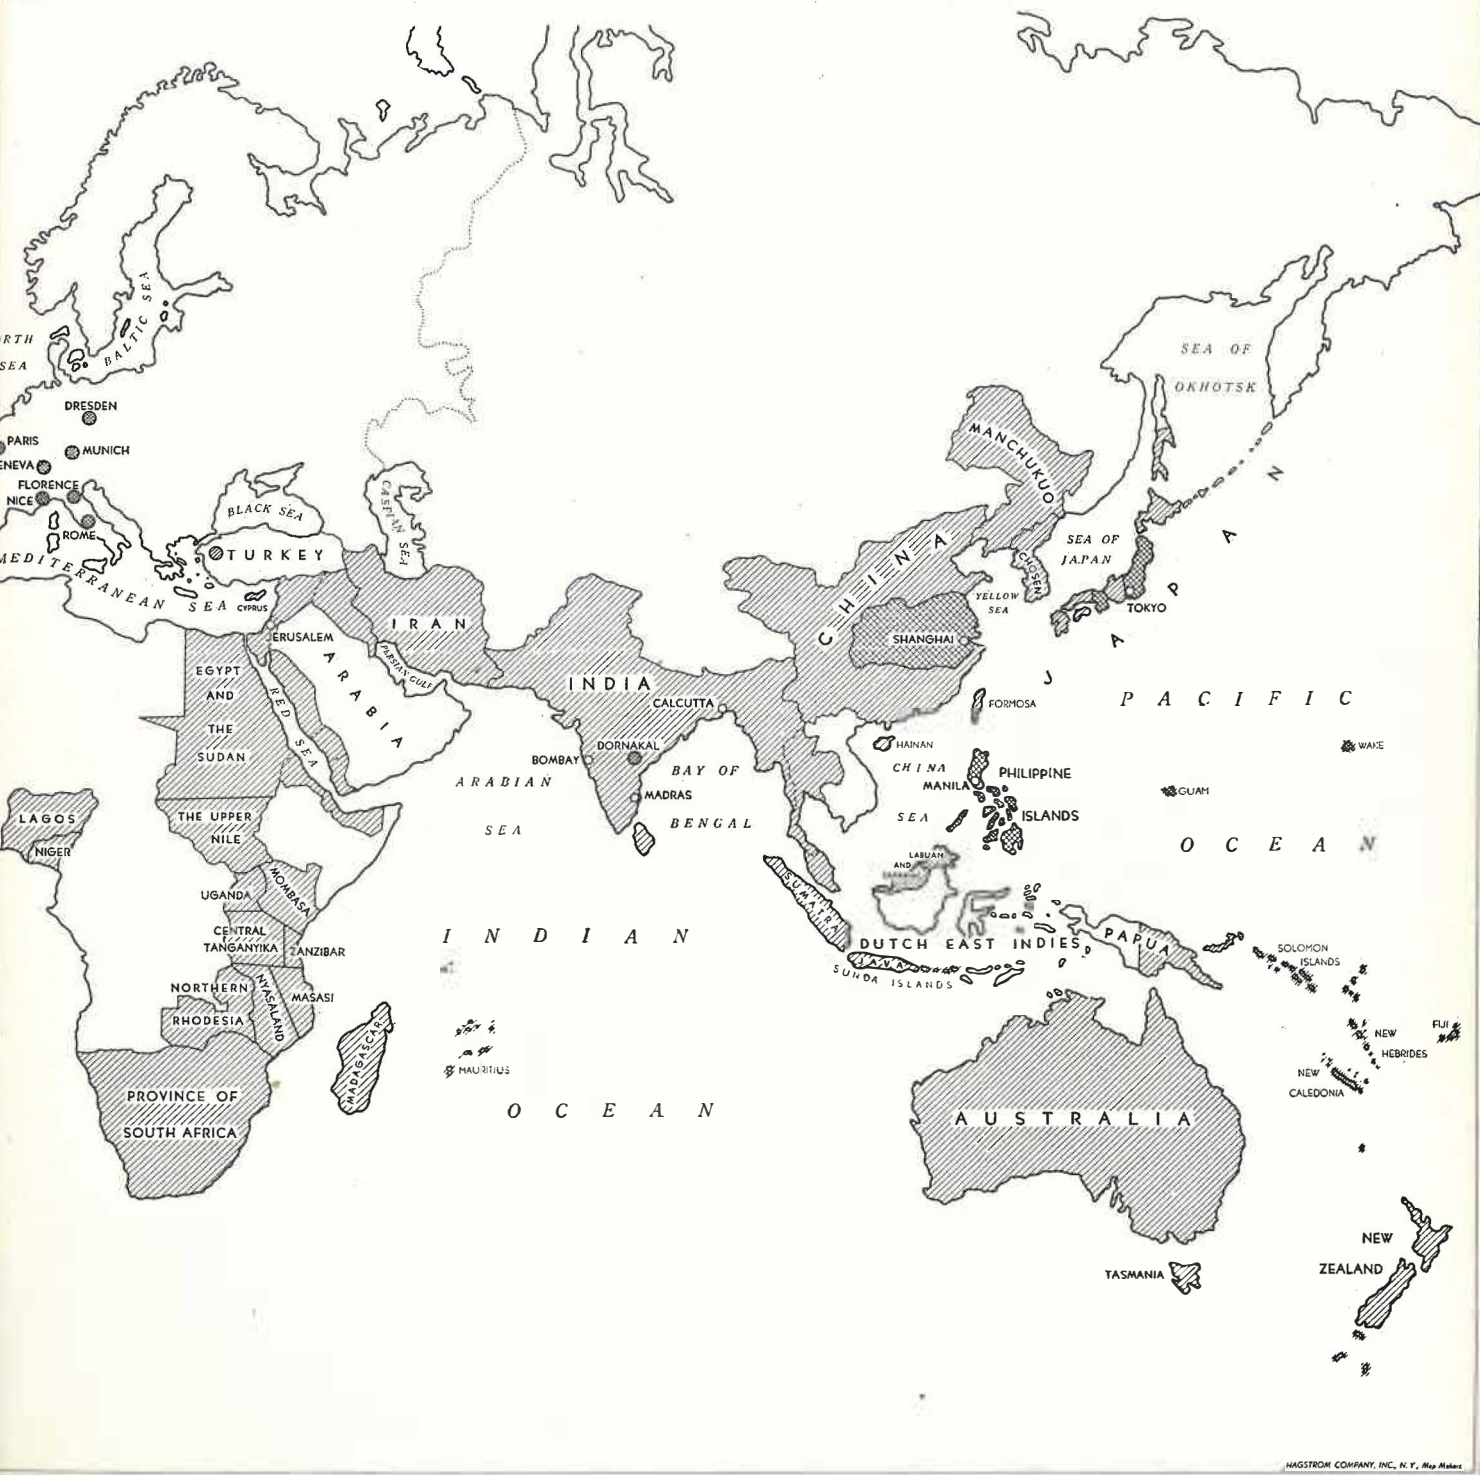 ORTH
SEA
BALTIC SEA
DRESDEN
PARIS
MUNICH
ENEVA
FLORENCE
NICE
ROME
MEDITERRANEAN SEA
BLACK SEA
TURKEY
CYPRUS
CASPIAN SEA
ERUSALEM
IRAN
PERSIAN GULF
ARABIA
RED SEA
EGYPT
AND
THE
SUDAN
LAGOS
NIGER
THE UPPER
NILE
UGANDA
MOMBASA
CENTRAL
TANGANYIKA
ZANZIBAR
NORTHERN
RHODESIA
NYASALAND
MASASI
PROVINCE OF
SOUTH AFRICA
MADAGASCAR
MAURITIUS
ARABIAN
SEA
INDIA
CALCUTTA
DORNAKAL
BOMBAY
MADRAS
BAY OF
BENGAL
INDIAN
OCEAN
MANCHUKUO
CHINA
SHANGHAI
CHOSEN
YELLOW
SEA
SEA OF
JAPAN
SEA OF
OKHOTSK
TOKYO
JAPAN
FORMOSA
HAINAN
CHINA
SEA
MANILA
PHILIPPINE
ISLANDS
LABUAN
AND
SUMATRA
JAVA
SUNDA ISLANDS
DUTCH EAST INDIES
PAPUA
PACIFIC
OCEAN
WAKE
GUAM
SOLOMON
ISLANDS
NEW
HEBRIDES
FIJI
NEW
CALEDONIA
AUSTRALIA
TASMANIA
NEW
ZEALAND
HAGSTROM COMPANY, INC., N. Y., Map Makers